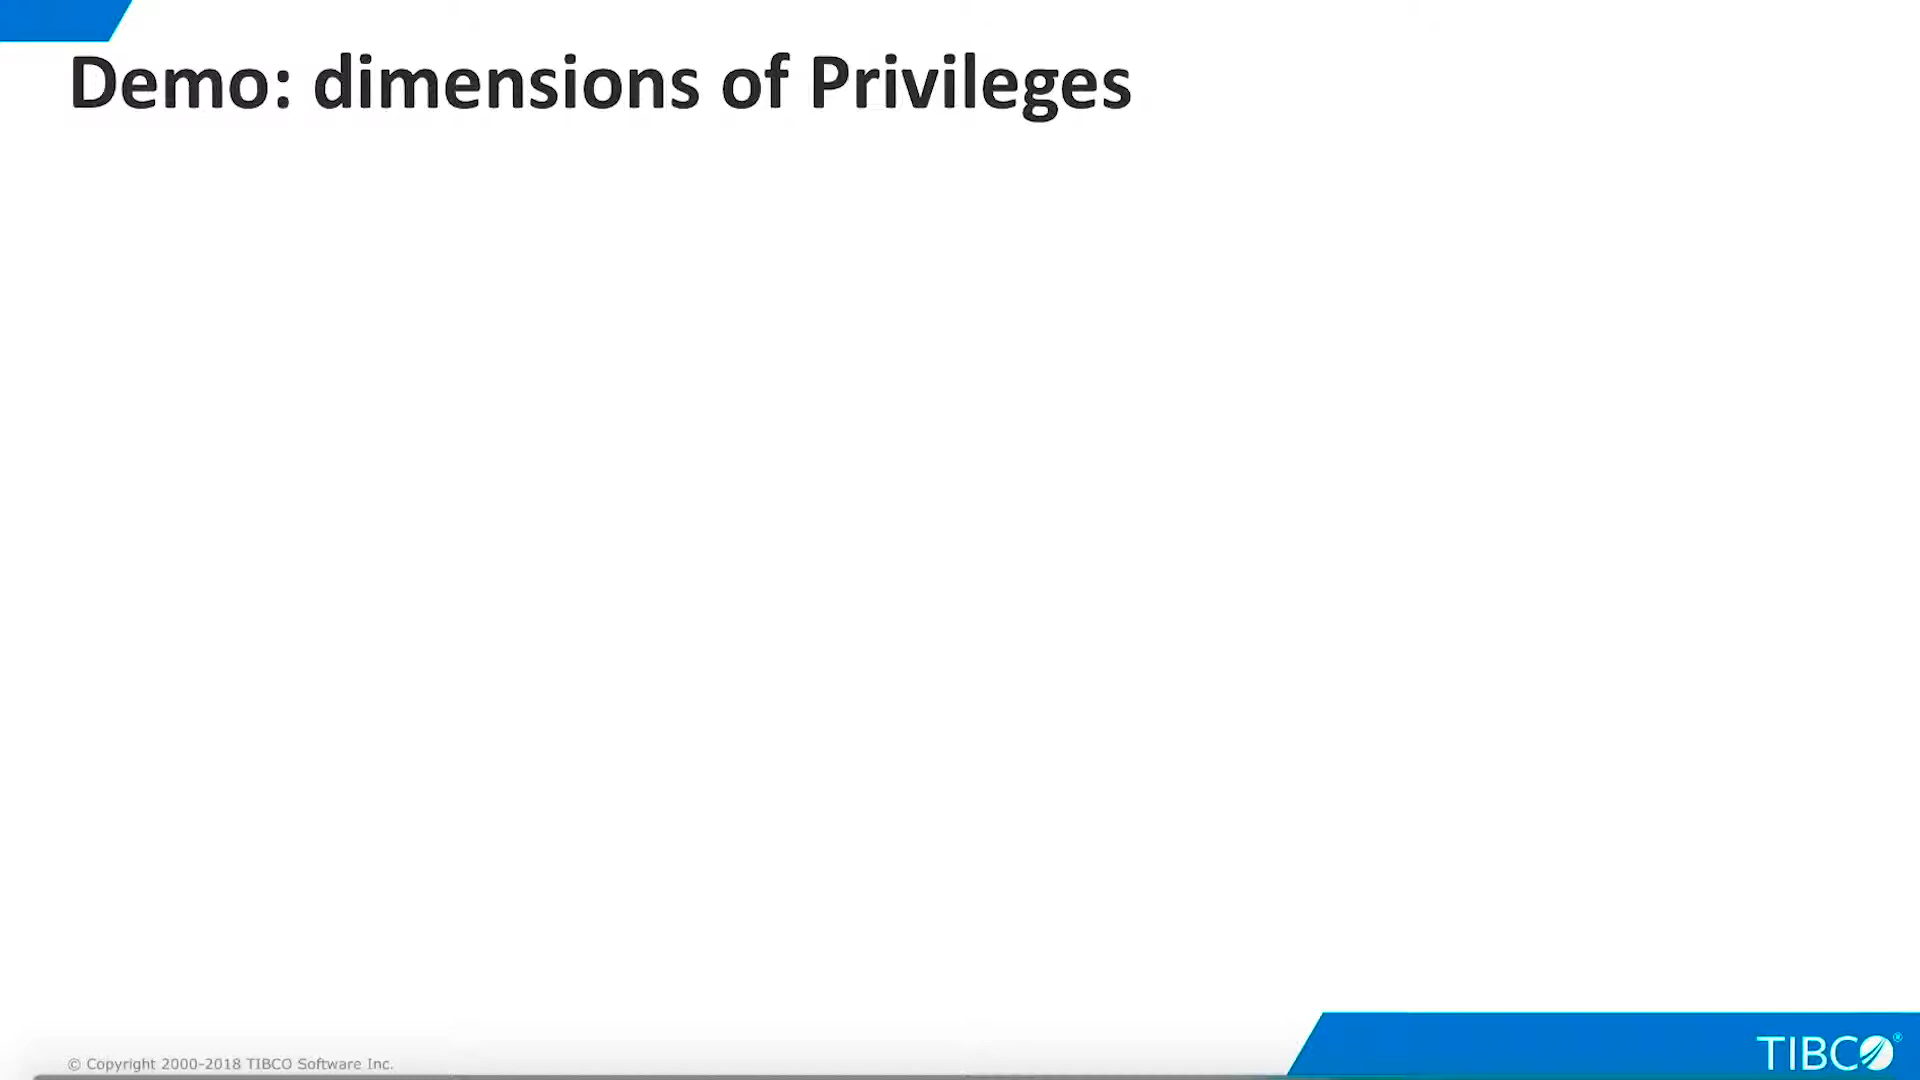 Demo: dimensions of Privileges
© Copyright 2000-2018 TIBCO Software Inc.
TIBCO®